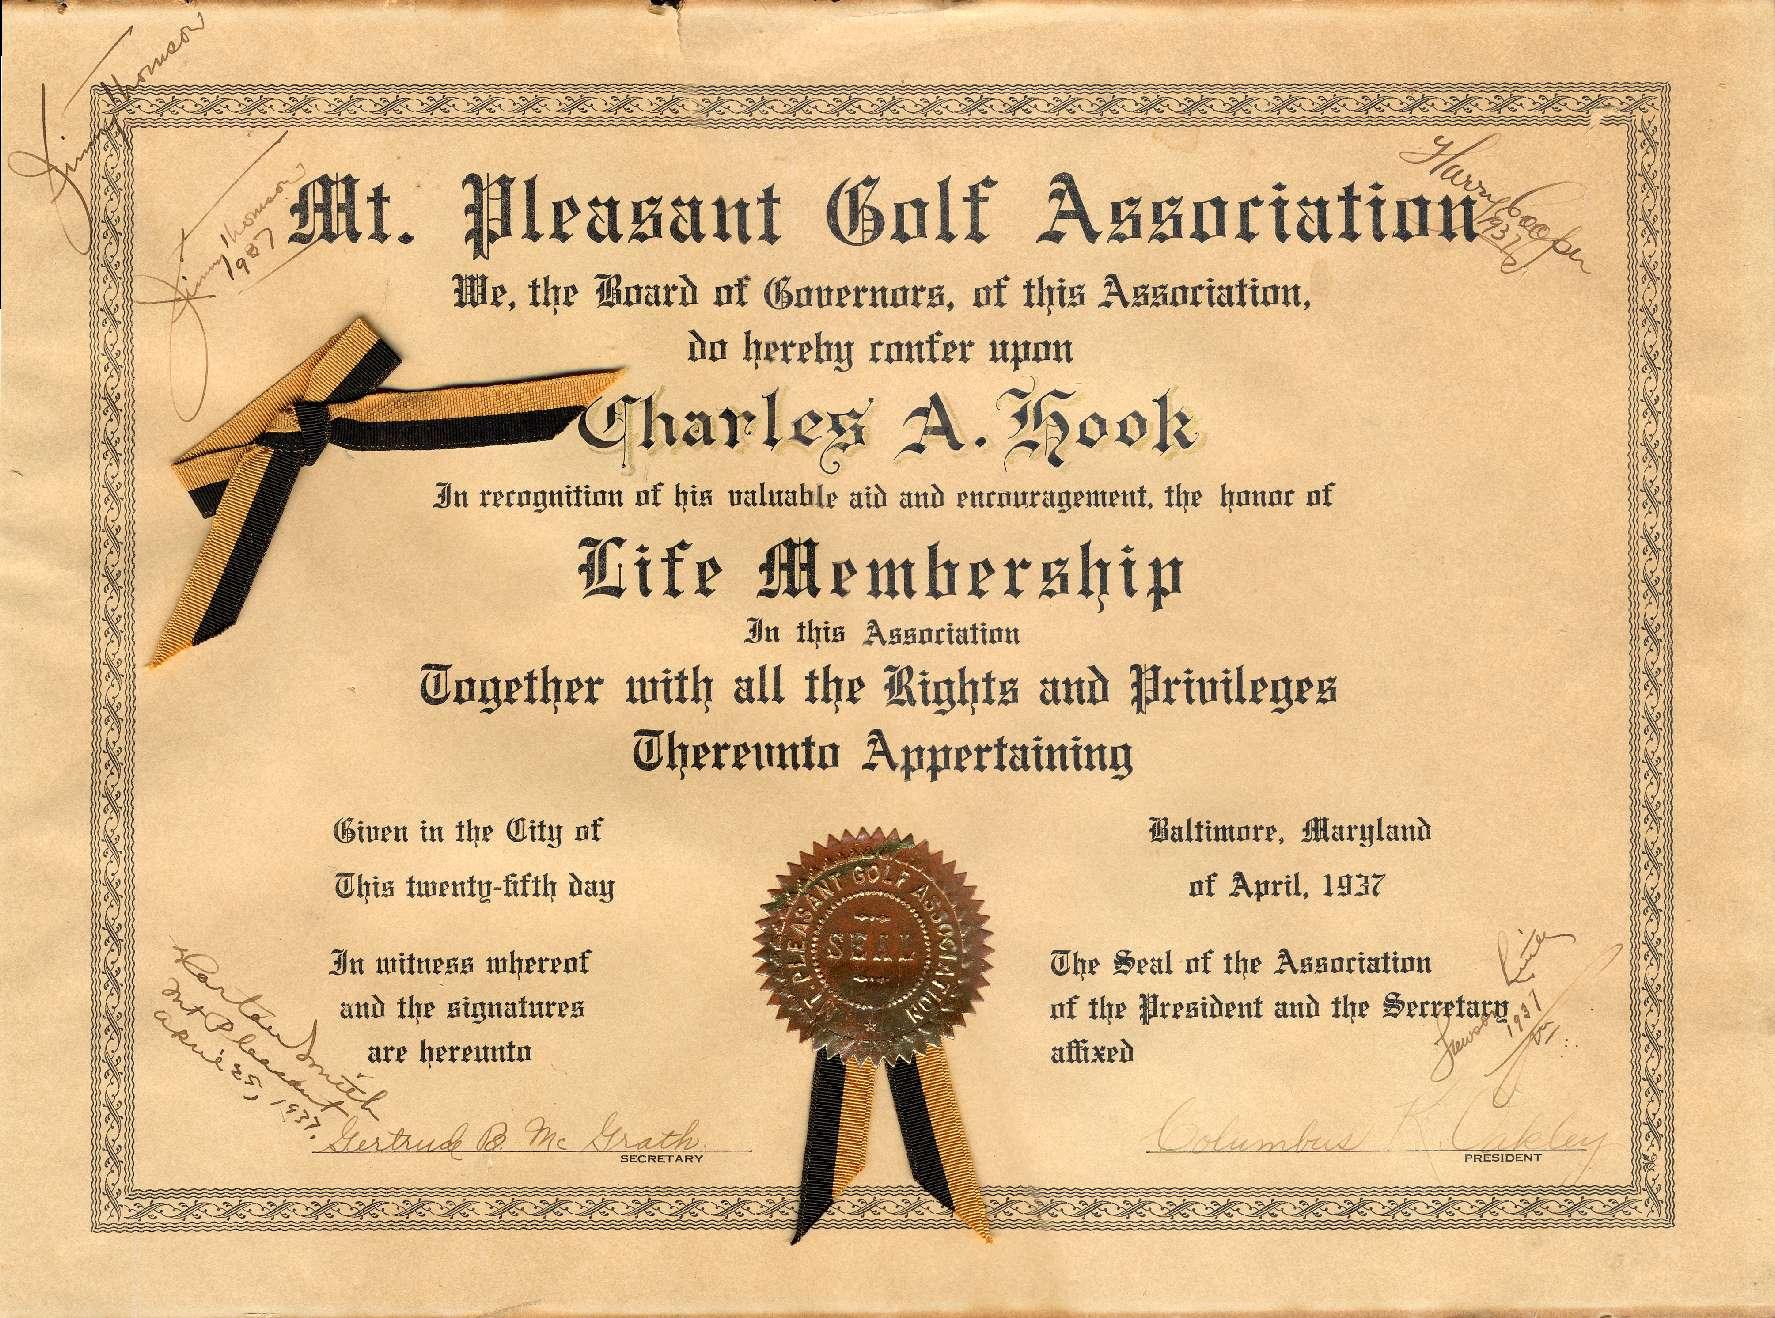 Jimmy Thomson
Jimmy Thomson
1937
Harry Cooper
1937
Mt. Pleasant Golf Association
We, the Board of Governors, of this Association,
do hereby confer upon
Charles A. Hook
In recognition of his valuable aid and encouragement, the honor of
Life Membership
In this Association
Together with all the Rights and Privileges
Thereunto Appertaining
Given in the City of Baltimore, Maryland
This twenty-fifth day of April, 1937
In witness whereof The Seal of the Association
and the signatures of the President and the Secretary
are hereunto affixed
MT. PLEASANT GOLF ASSOCIATION
SEAL
Horton Smith
Mt Pleasant
April 25, 1937.
1937
Gertrude B. Mc Grath.
SECRETARY
Columbus K. Oakley
PRESIDENT